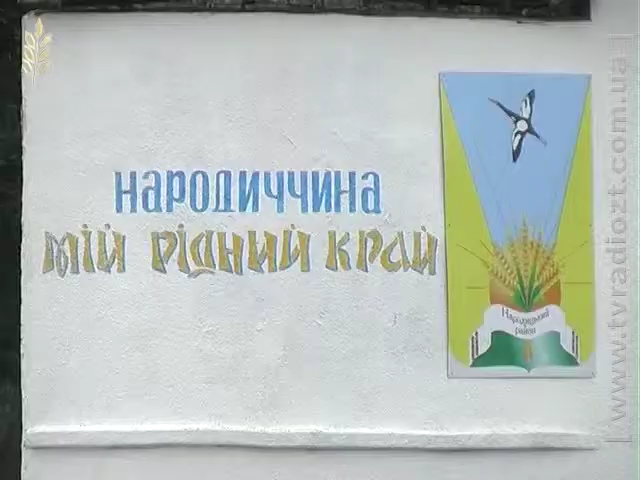 народиччина
мій рідний край
Народицький
район
| www.tvradiozt.com.ua |